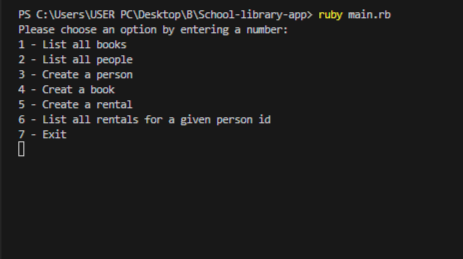 PS C:\Users\USER PC\Desktop\B\School-library-app> ruby main.rb
Please choose an option by entering a number:
1 - List all books
2 - List all people
3 - Create a person
4 - Creat a book
5 - Create a rental
6 - List all rentals for a given person id
7 - Exit